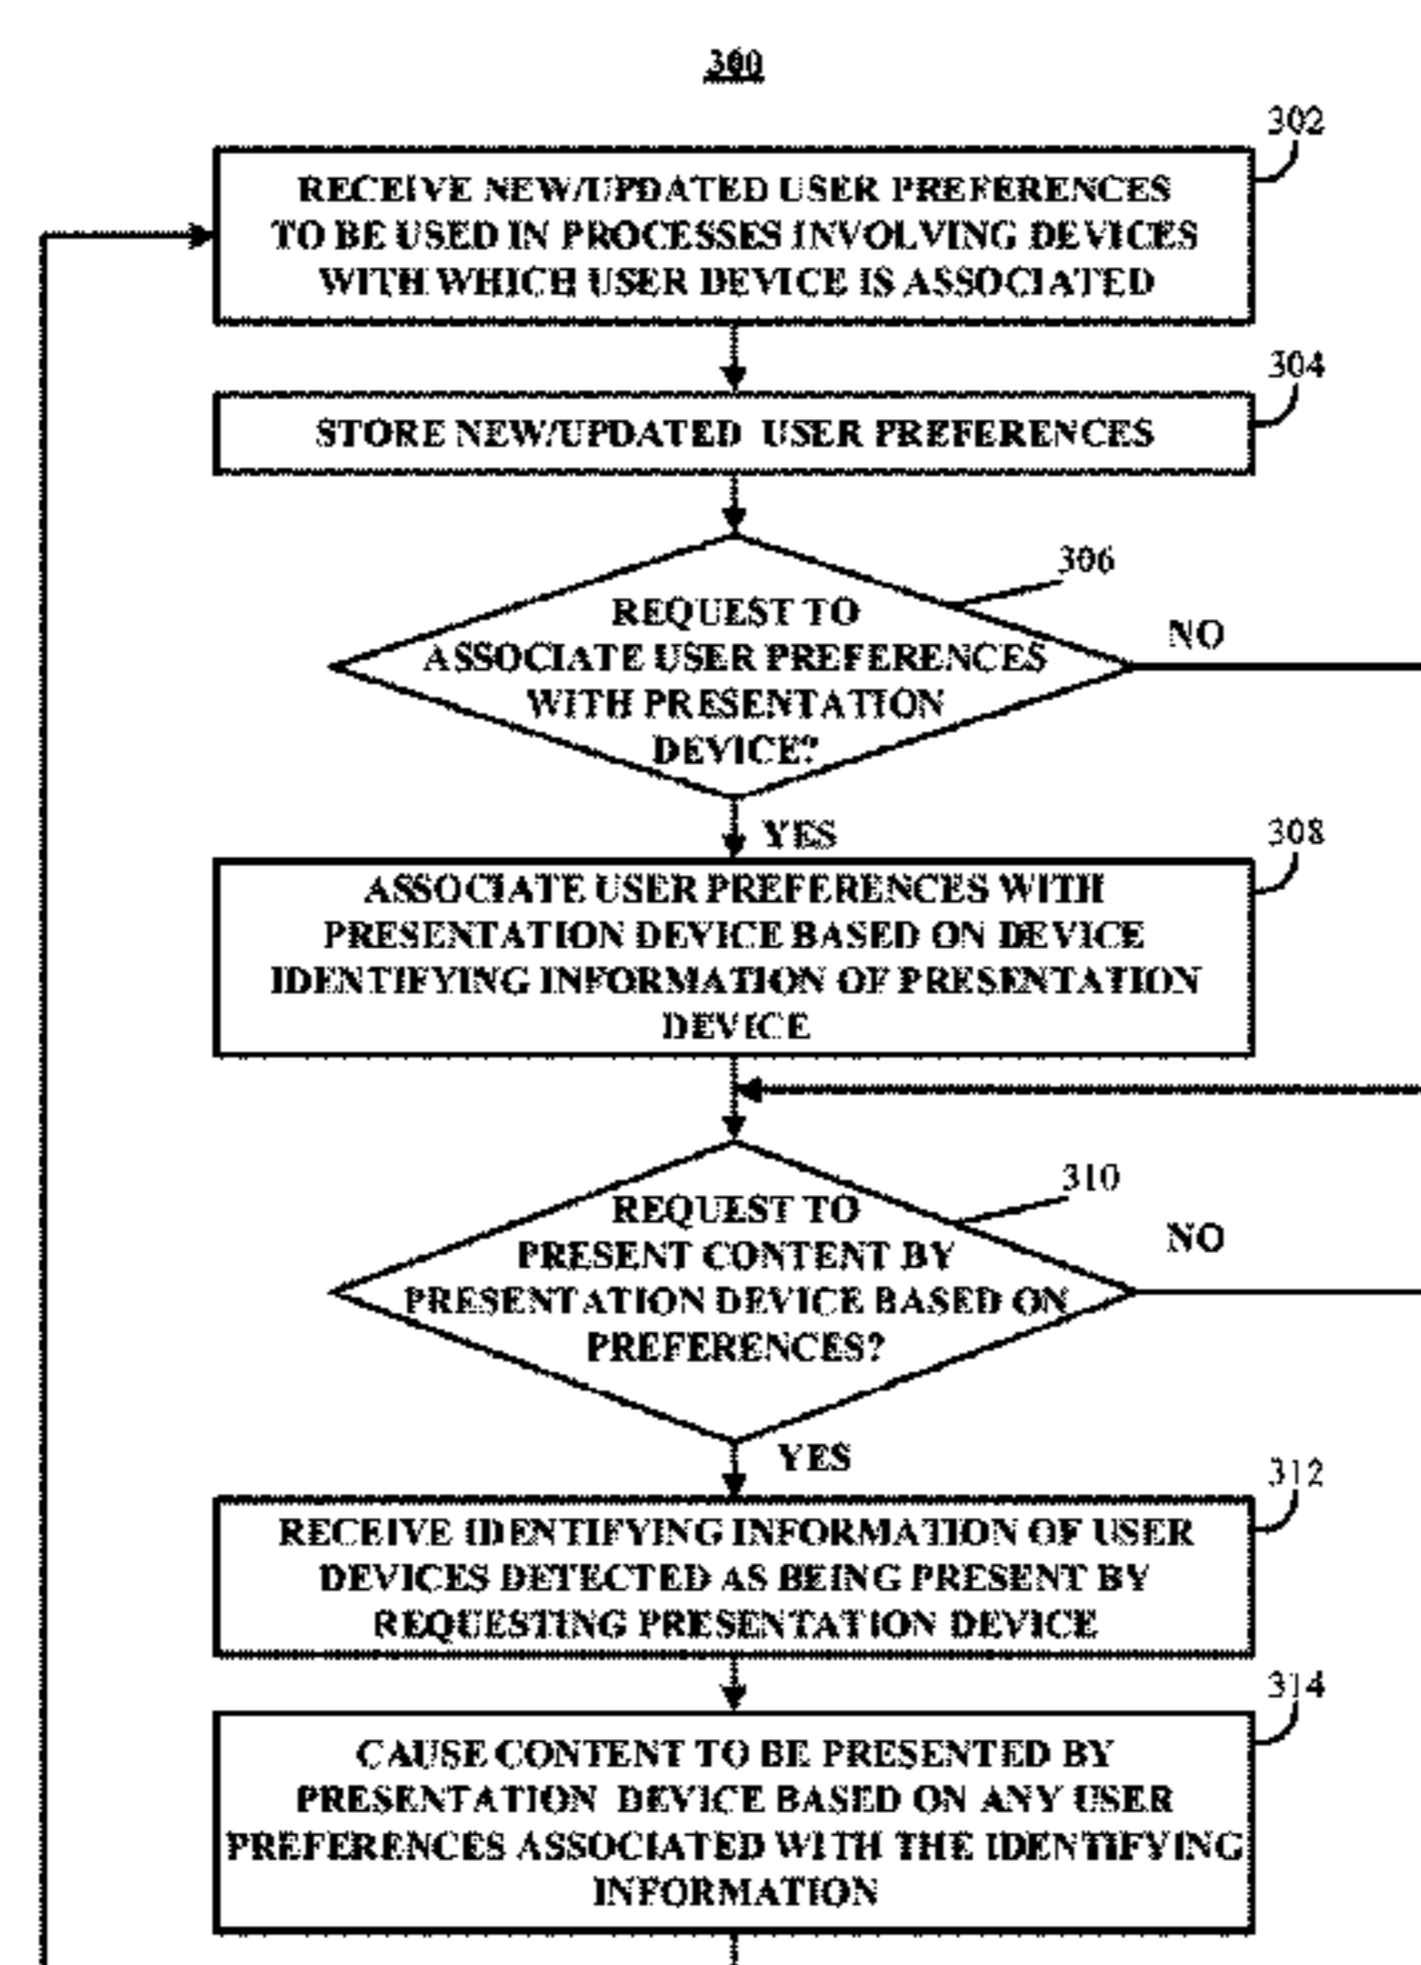 300
302
RECEIVE NEW/UPDATED USER PREFERENCES
TO BE USED IN PROCESSES INVOLVING DEVICES
WITH WHICH USER DEVICE IS ASSOCIATED
304
STORE NEW/UPDATED USER PREFERENCES
306
REQUEST TO
ASSOCIATE USER PREFERENCES
WITH PRESENTATION
DEVICE?
NO
YES
308
ASSOCIATE USER PREFERENCES WITH
PRESENTATION DEVICE BASED ON DEVICE
IDENTIFYING INFORMATION OF PRESENTATION
DEVICE
310
REQUEST TO
PRESENT CONTENT BY
PRESENTATION DEVICE BASED ON
PREFERENCES?
NO
YES
312
RECEIVE IDENTIFYING INFORMATION OF USER
DEVICES DETECTED AS BEING PRESENT BY
REQUESTING PRESENTATION DEVICE
314
CAUSE CONTENT TO BE PRESENTED BY
PRESENTATION DEVICE BASED ON ANY USER
PREFERENCES ASSOCIATED WITH THE IDENTIFYING
INFORMATION